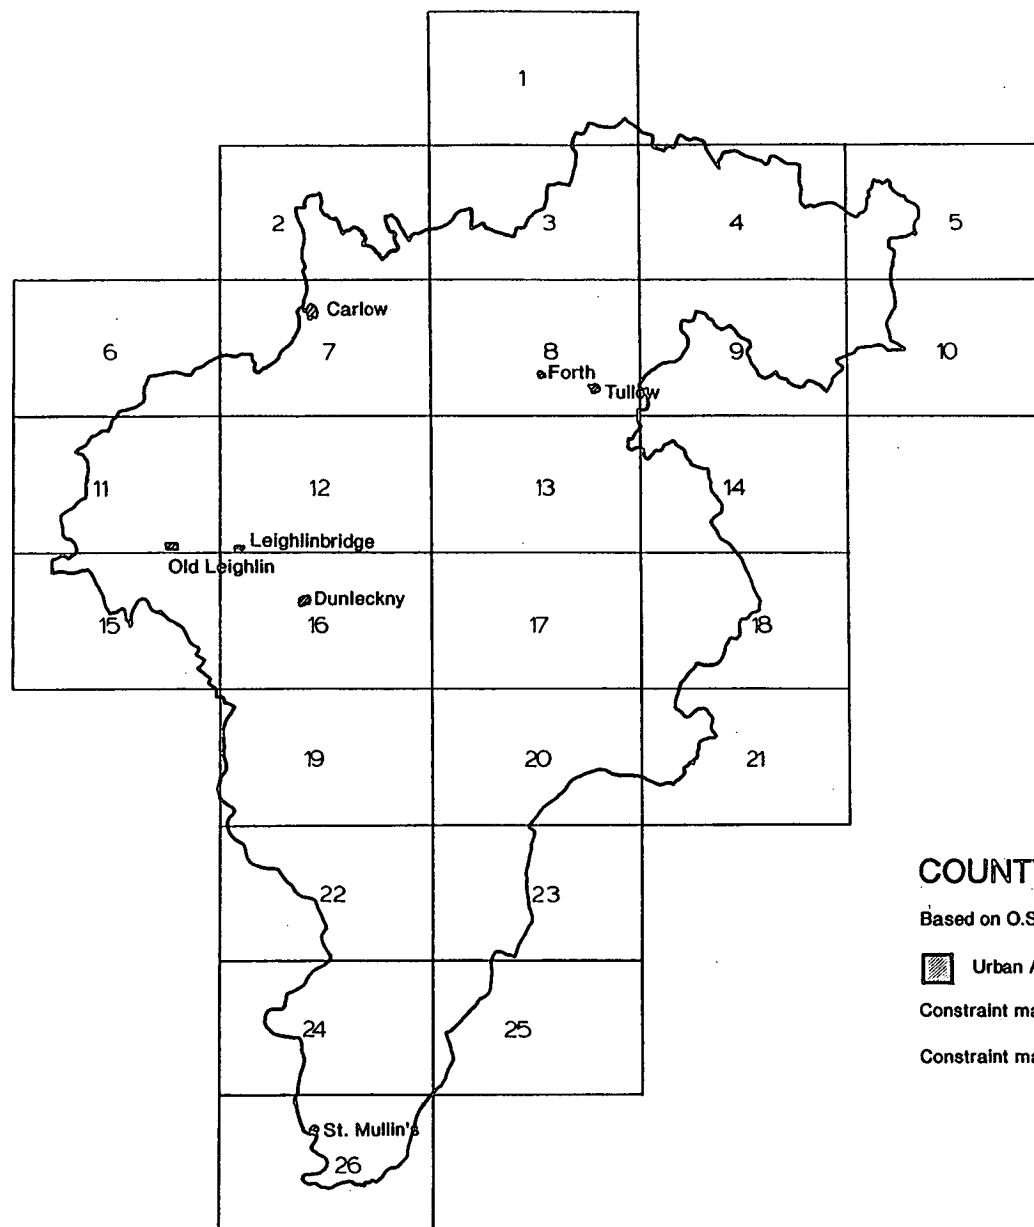 1
2
3
4
5
Carlow
6
7
8
9
10
Forth
Tullow
11
12
13
14
Leighlinbridge
Old Leighlin
Dunleckny
15
16
17
18
19
20
21
COUNTY
22
23
Based on O.S
Urban A
Constraint ma
24
25
Constraint ma
St. Mullin's
26